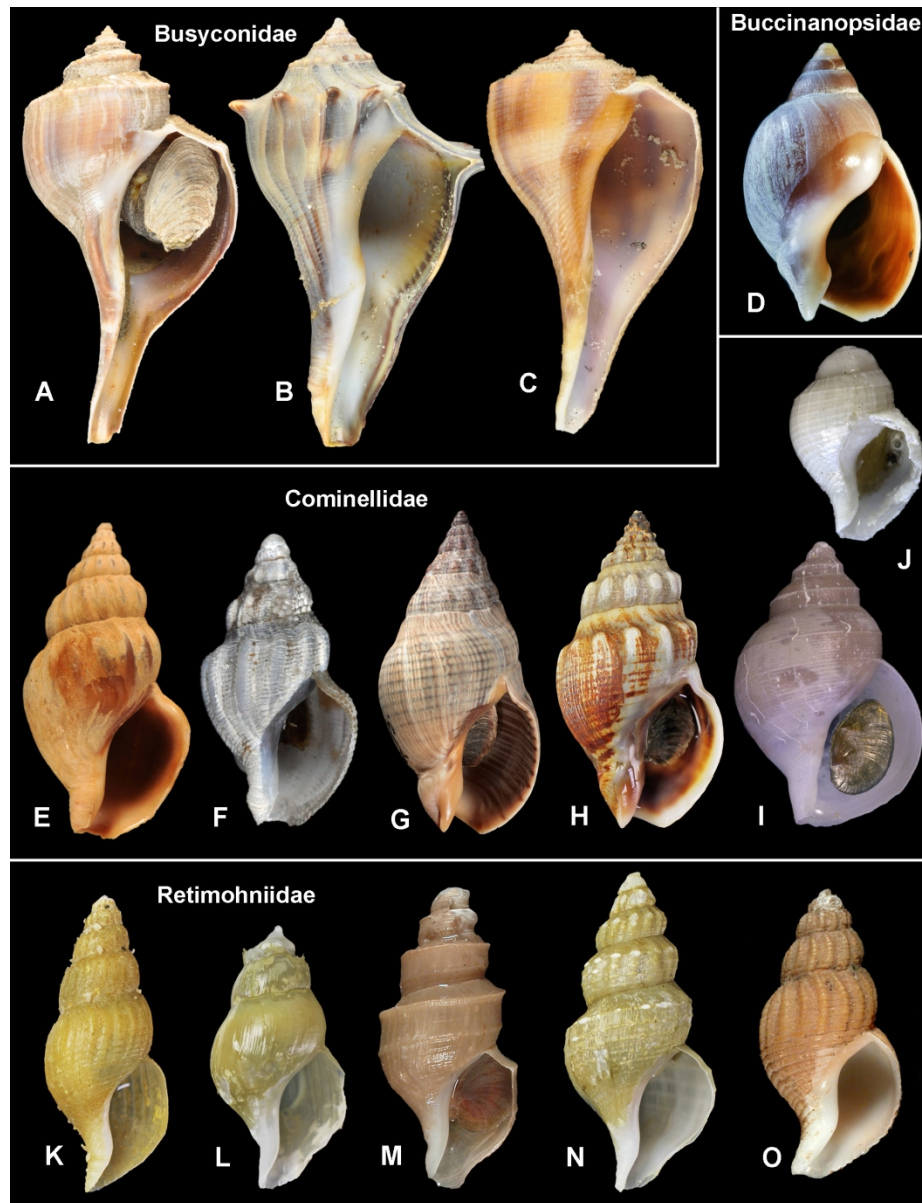 Busyconidae
Buccinanopsidae
A
B
C
D
Cominellidae
J
E
F
G
H
I
Retimohniidae
K
L
M
N
O